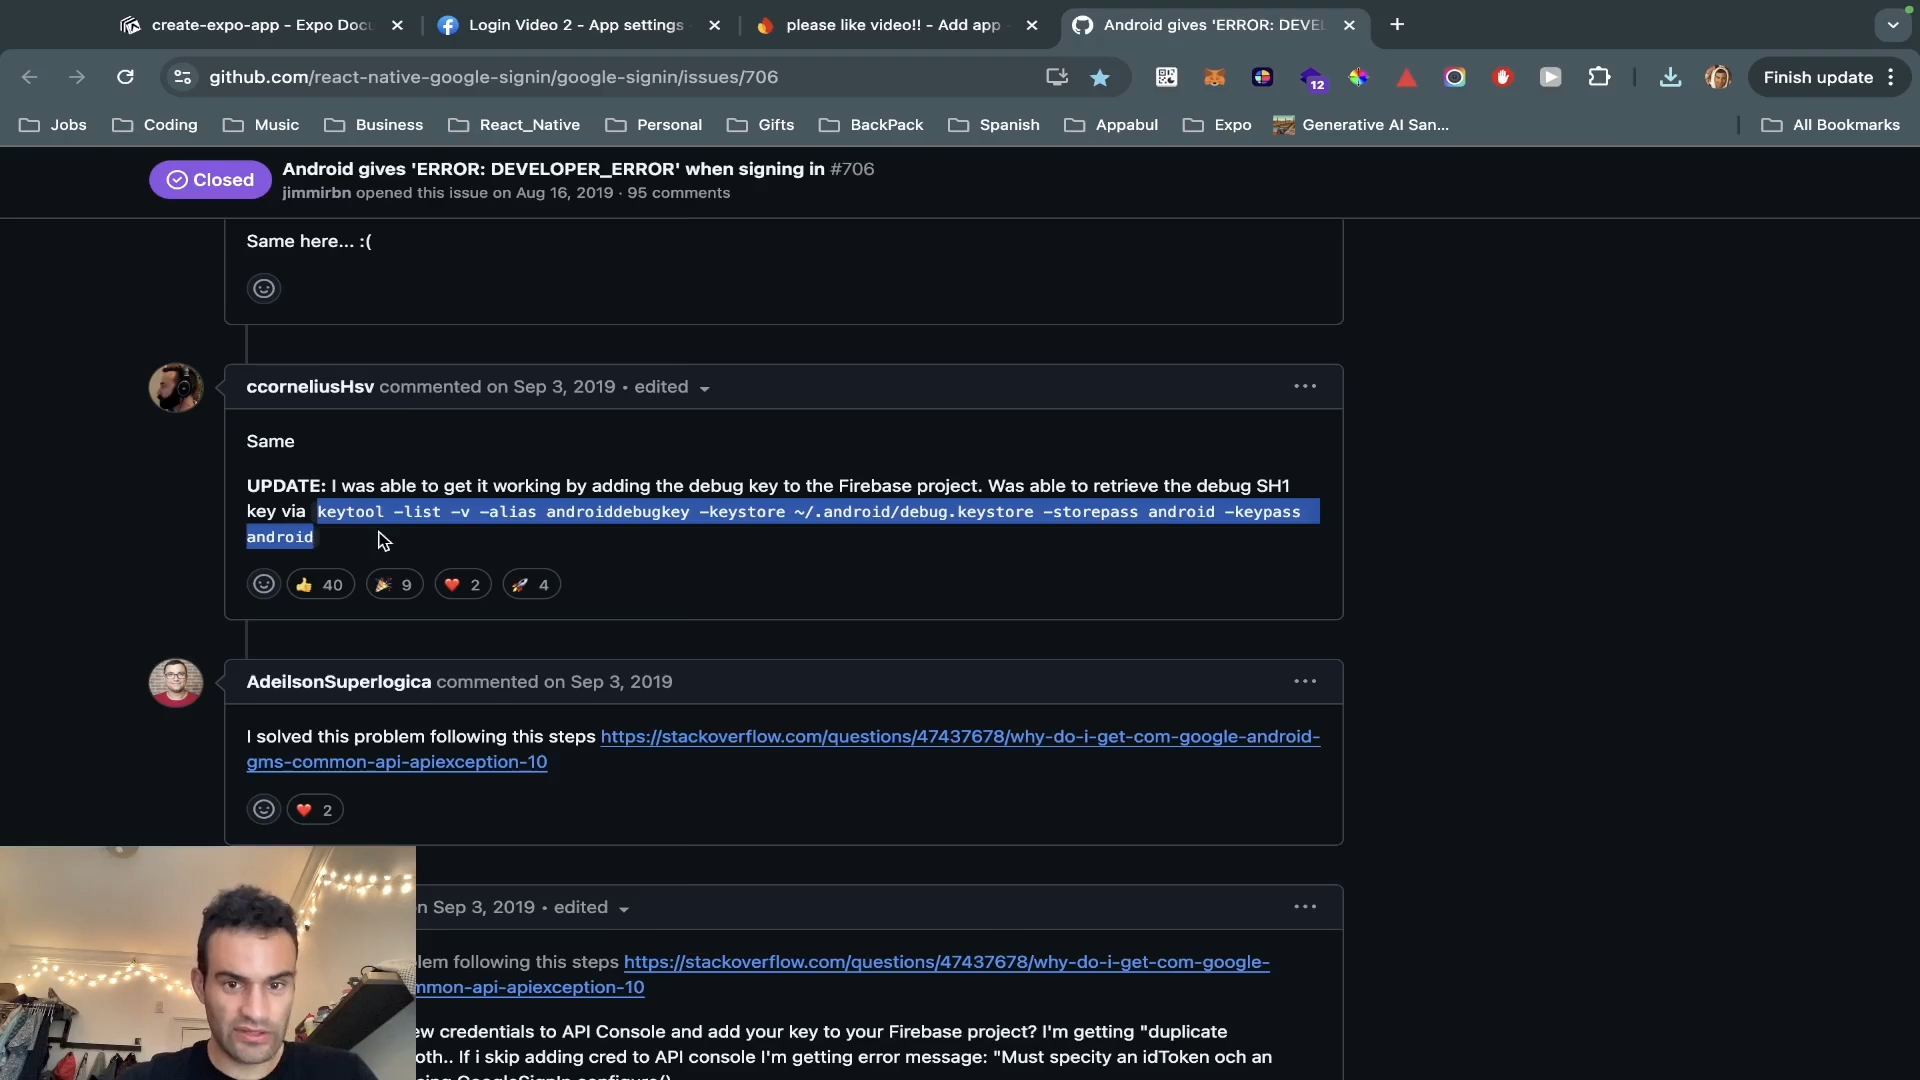 create-expo-app - Expo Docu
Login Video 2 - App settings
please like video!! - Add app
Android gives 'ERROR: DEVEL
github.com/react-native-google-signin/google-signin/issues/706
12
Finish update
Jobs
Coding
Music
Business
React_Native
Personal
Gifts
BackPack
Spanish
Appabul
Expo
Generative AI San...
All Bookmarks
Closed
Android gives 'ERROR: DEVELOPER_ERROR' when signing in #706
jimmirbn opened this issue on Aug 16, 2019 · 95 comments
Same here... :(
ccorneliusHsv commented on Sep 3, 2019 • edited
Same
UPDATE: I was able to get it working by adding the debug key to the Firebase project. Was able to retrieve the debug SH1
key via keytool -list -v -alias androiddebugkey -keystore ~/.android/debug.keystore -storepass android -keypass
android
👍 40 🎉 9 ❤️ 2 🚀 4
AdeilsonSuperlogica commented on Sep 3, 2019
I solved this problem following this steps https://stackoverflow.com/questions/47437678/why-do-i-get-com-google-android-
gms-common-api-apiexception-10
❤️ 2
n Sep 3, 2019 • edited
lem following this steps https://stackoverflow.com/questions/47437678/why-do-i-get-com-google-
mmon-api-apiexception-10
ew credentials to API Console and add your key to your Firebase project? I'm getting "duplicate
oth.. If i skip adding cred to API console I'm getting error message: "Must specity an idToken och an
GoogleSignIn configure()